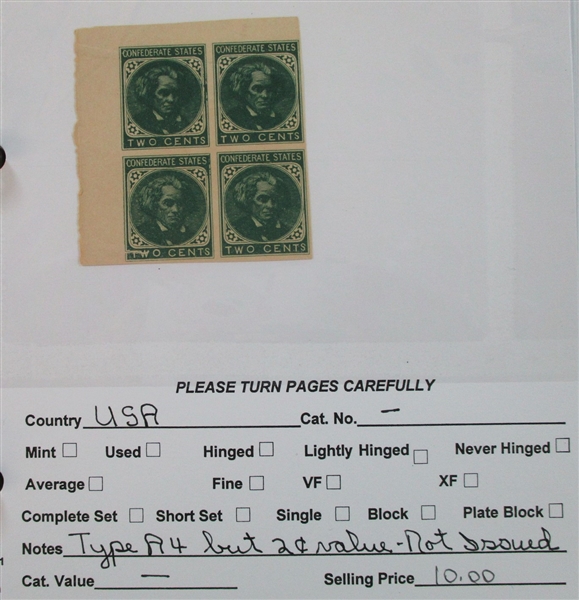 CONFEDERATE STATES CONFEDERATE STATES
TWO CENTS TWO CENTS
CONFEDERATE STATES CONFEDERATE STATES
TWO CENTS TWO CENTS
PLEASE TURN PAGES CAREFULLY
Country USA Cat. No. —
Mint Used Hinged Lightly Hinged Never Hinged
Average Fine VF XF
Complete Set Short Set Single Block Plate Block
Notes Type A4 but 2¢ value - Not Issued
Cat. Value — Selling Price 10.00